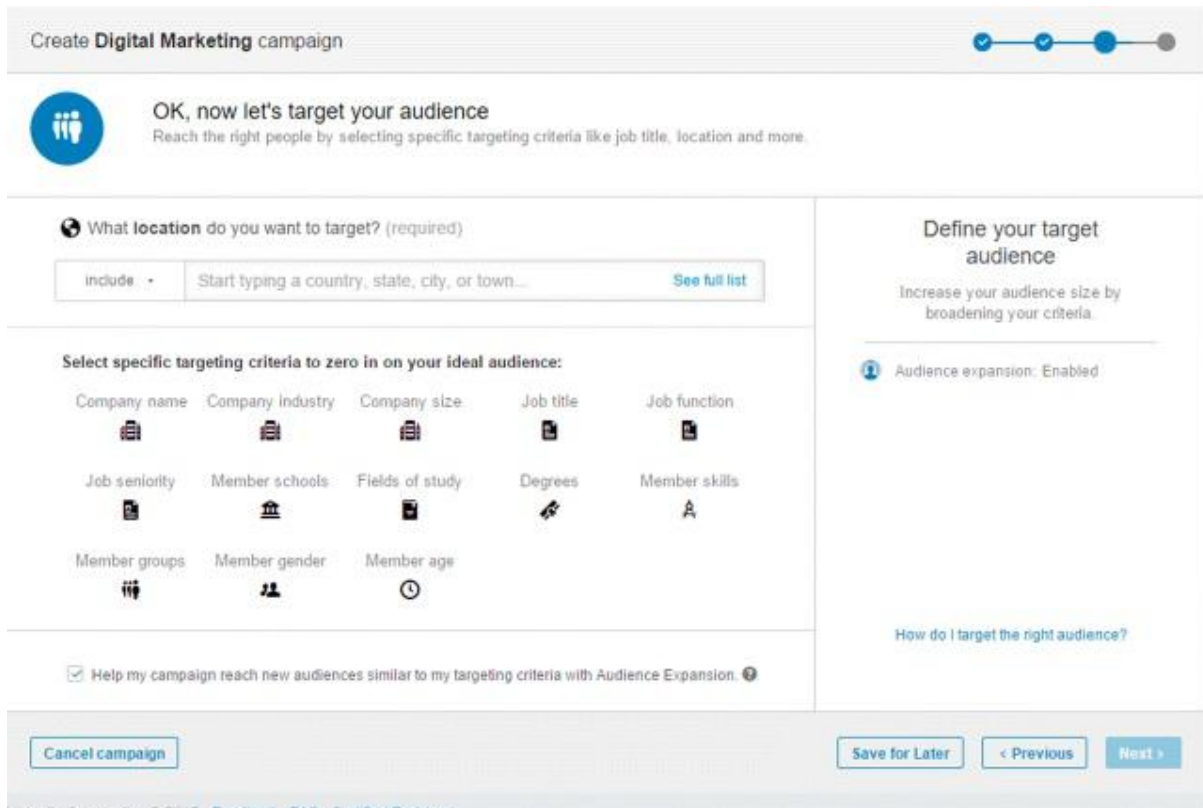 Create Digital Marketing campaign
OK, now let's target your audience
Reach the right people by selecting specific targeting criteria like job title, location and more.
What location do you want to target? (required)
include
Start typing a country, state, city, or town...
See full list
Select specific targeting criteria to zero in on your ideal audience:
Company name Company industry Company size Job title Job function
Job seniority Member schools Fields of study Degrees Member skills
Member groups Member gender Member age
Help my campaign reach new audiences similar to my targeting criteria with Audience Expansion.
Define your target
audience
Increase your audience size by
broadening your criteria.
Audience expansion: Enabled
How do I target the right audience?
Cancel campaign
Save for Later
< Previous
Next >